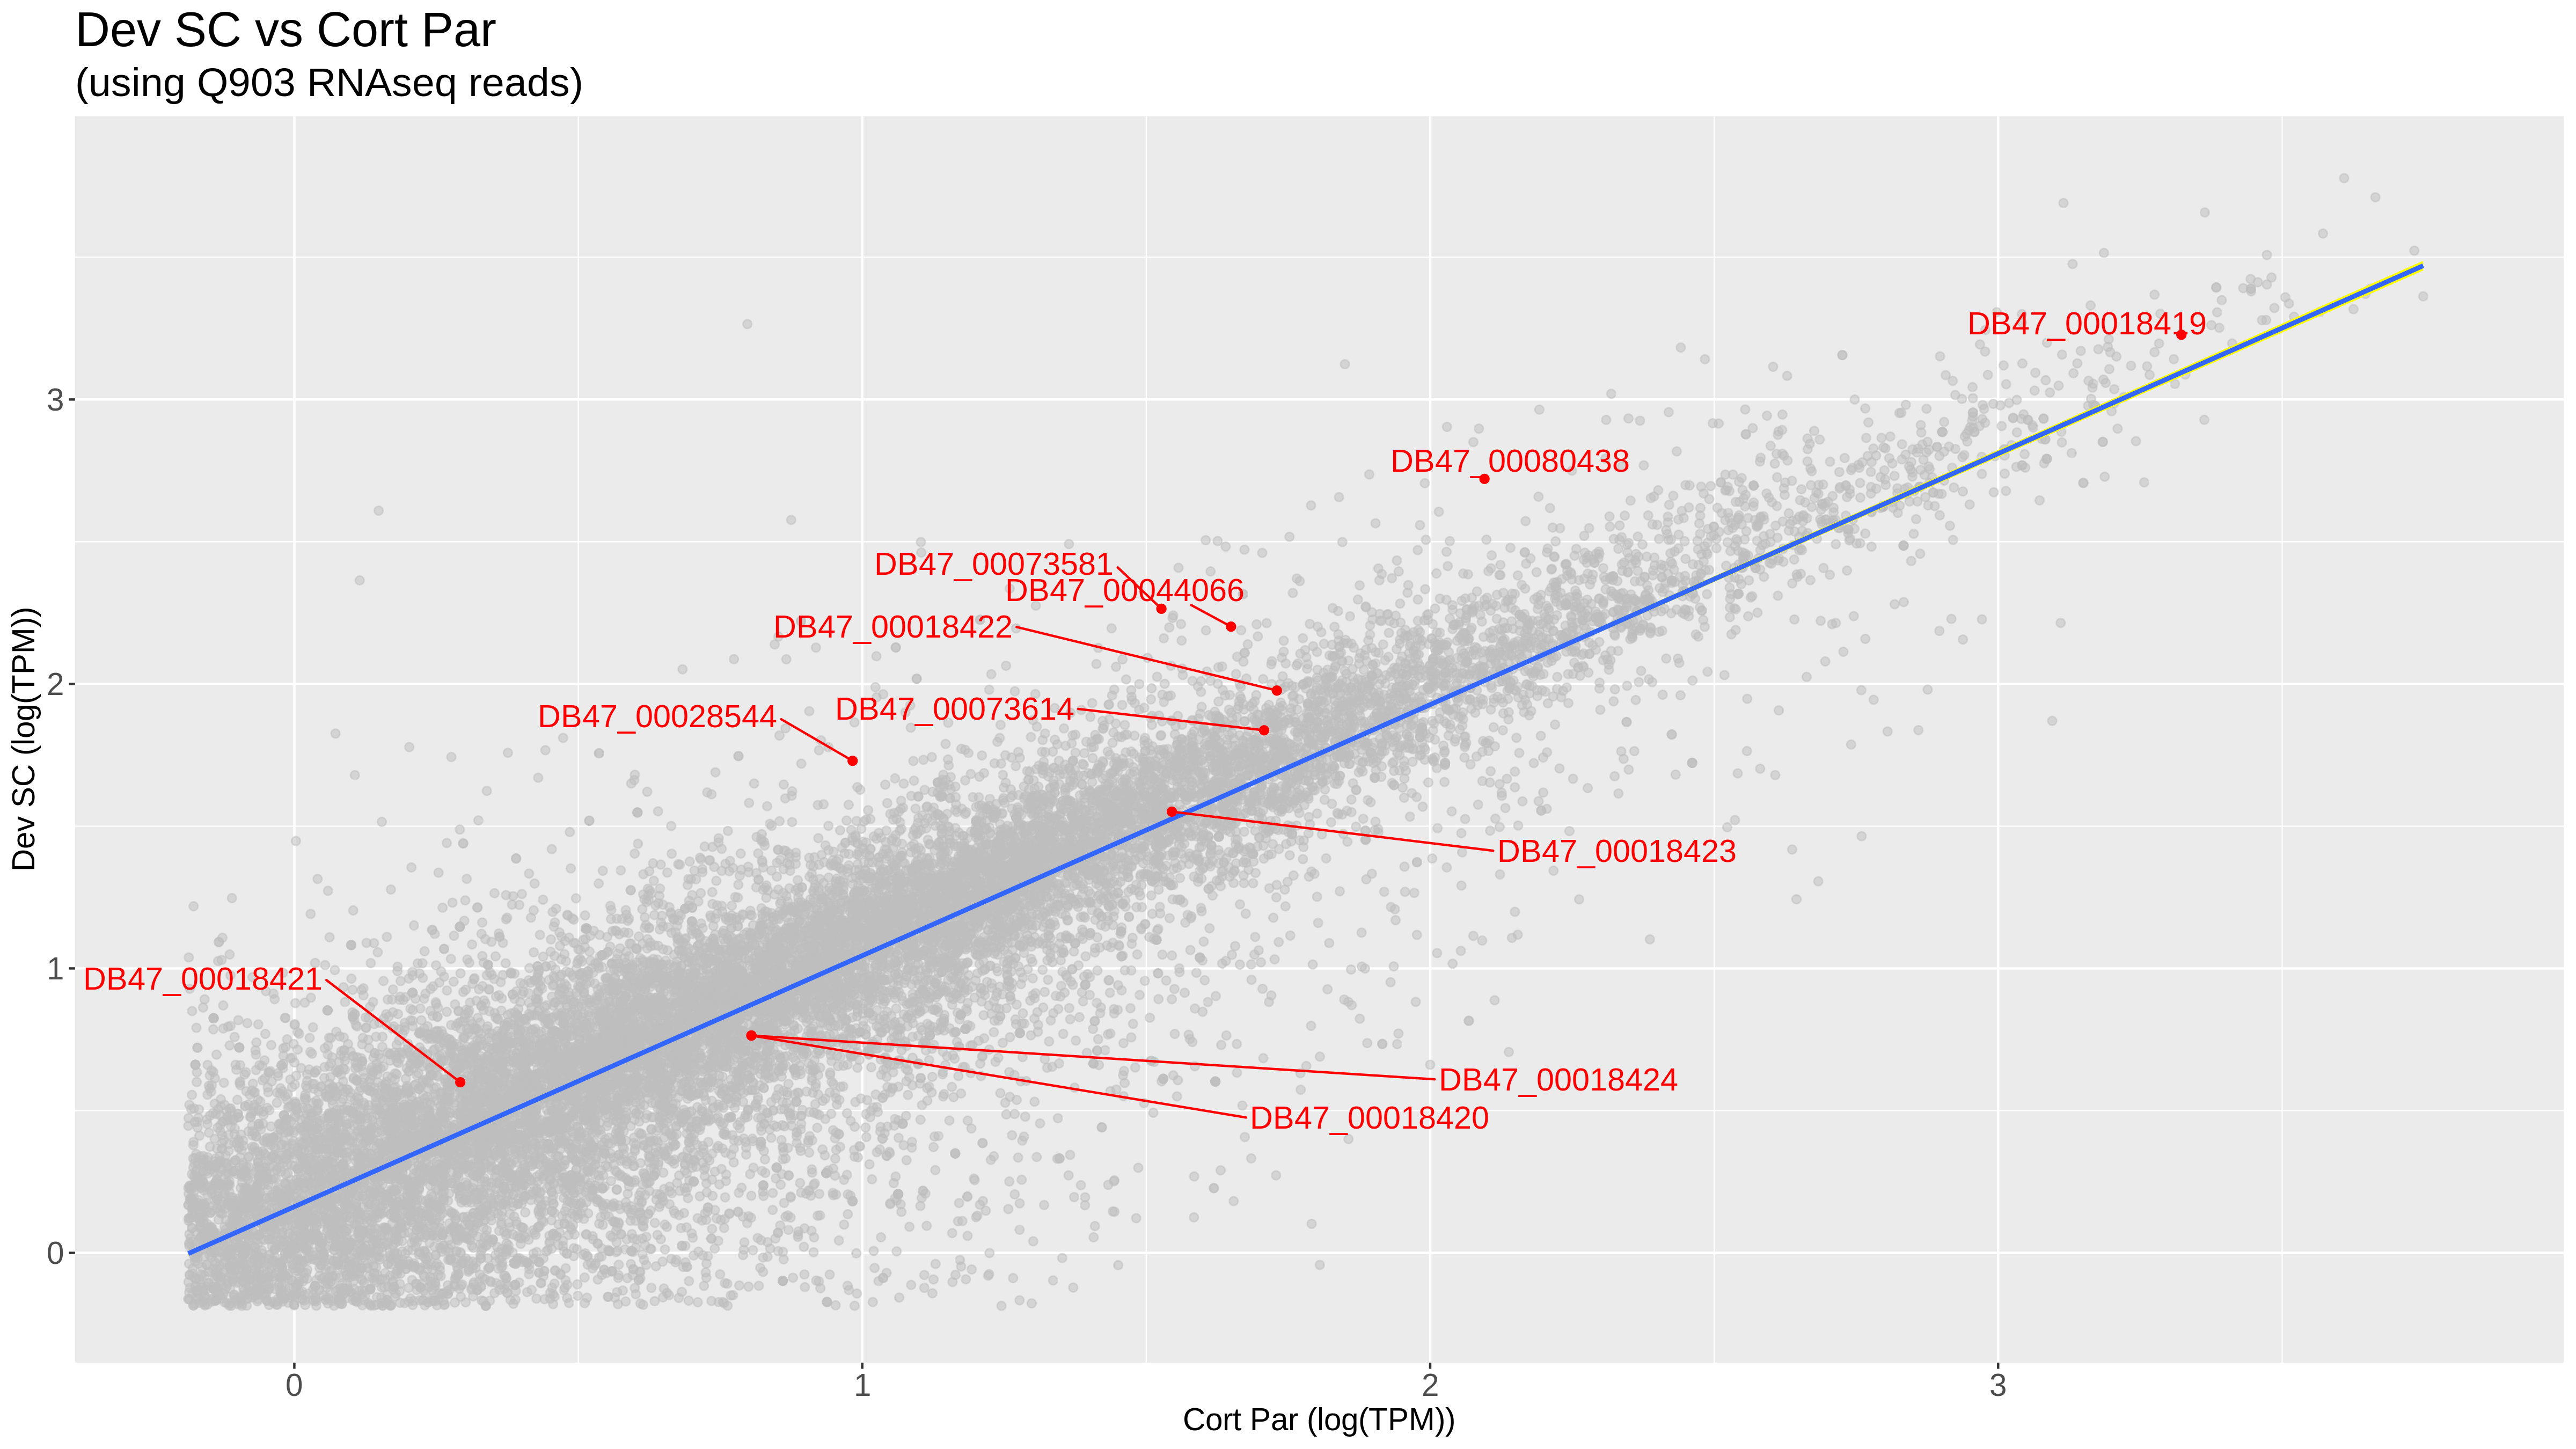 Dev SC vs Cort Par
(using Q903 RNAseq reads)
DB47_00018419
3
DB47_00080438
DB47_00073581
DB47_00044066
DB47_00018422
2
DB47_00073614
DB47_00028544
Dev SC (log(TPM))
DB47_00018423
1
DB47_00018421
DB47_00018424
DB47_00018420
0
0 1 2 3
Cort Par (log(TPM))